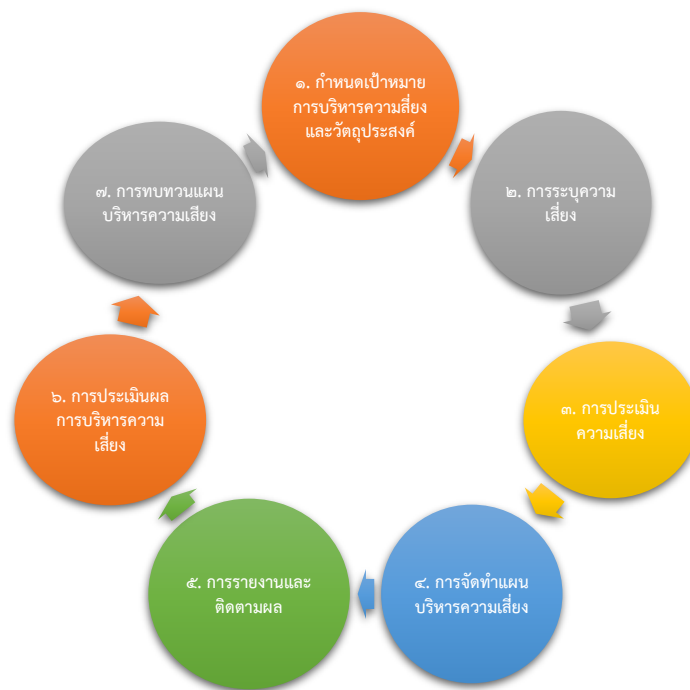 ๑. กำหนดเป้าหมาย
การบริหารความสี่ยง
และวัตถุประสงค์
๒. การระบุความ
เสี่ยง
๓. การประเมิน
ความเสี่ยง
๔. การจัดทำแผน
บริหารความเสี่ยง
๕. การรายงานและ
ติดตามผล
๖. การประเมินผล
การบริหารความ
เสี่ยง
๗. การทบทวนแผน
บริหารความเสียง